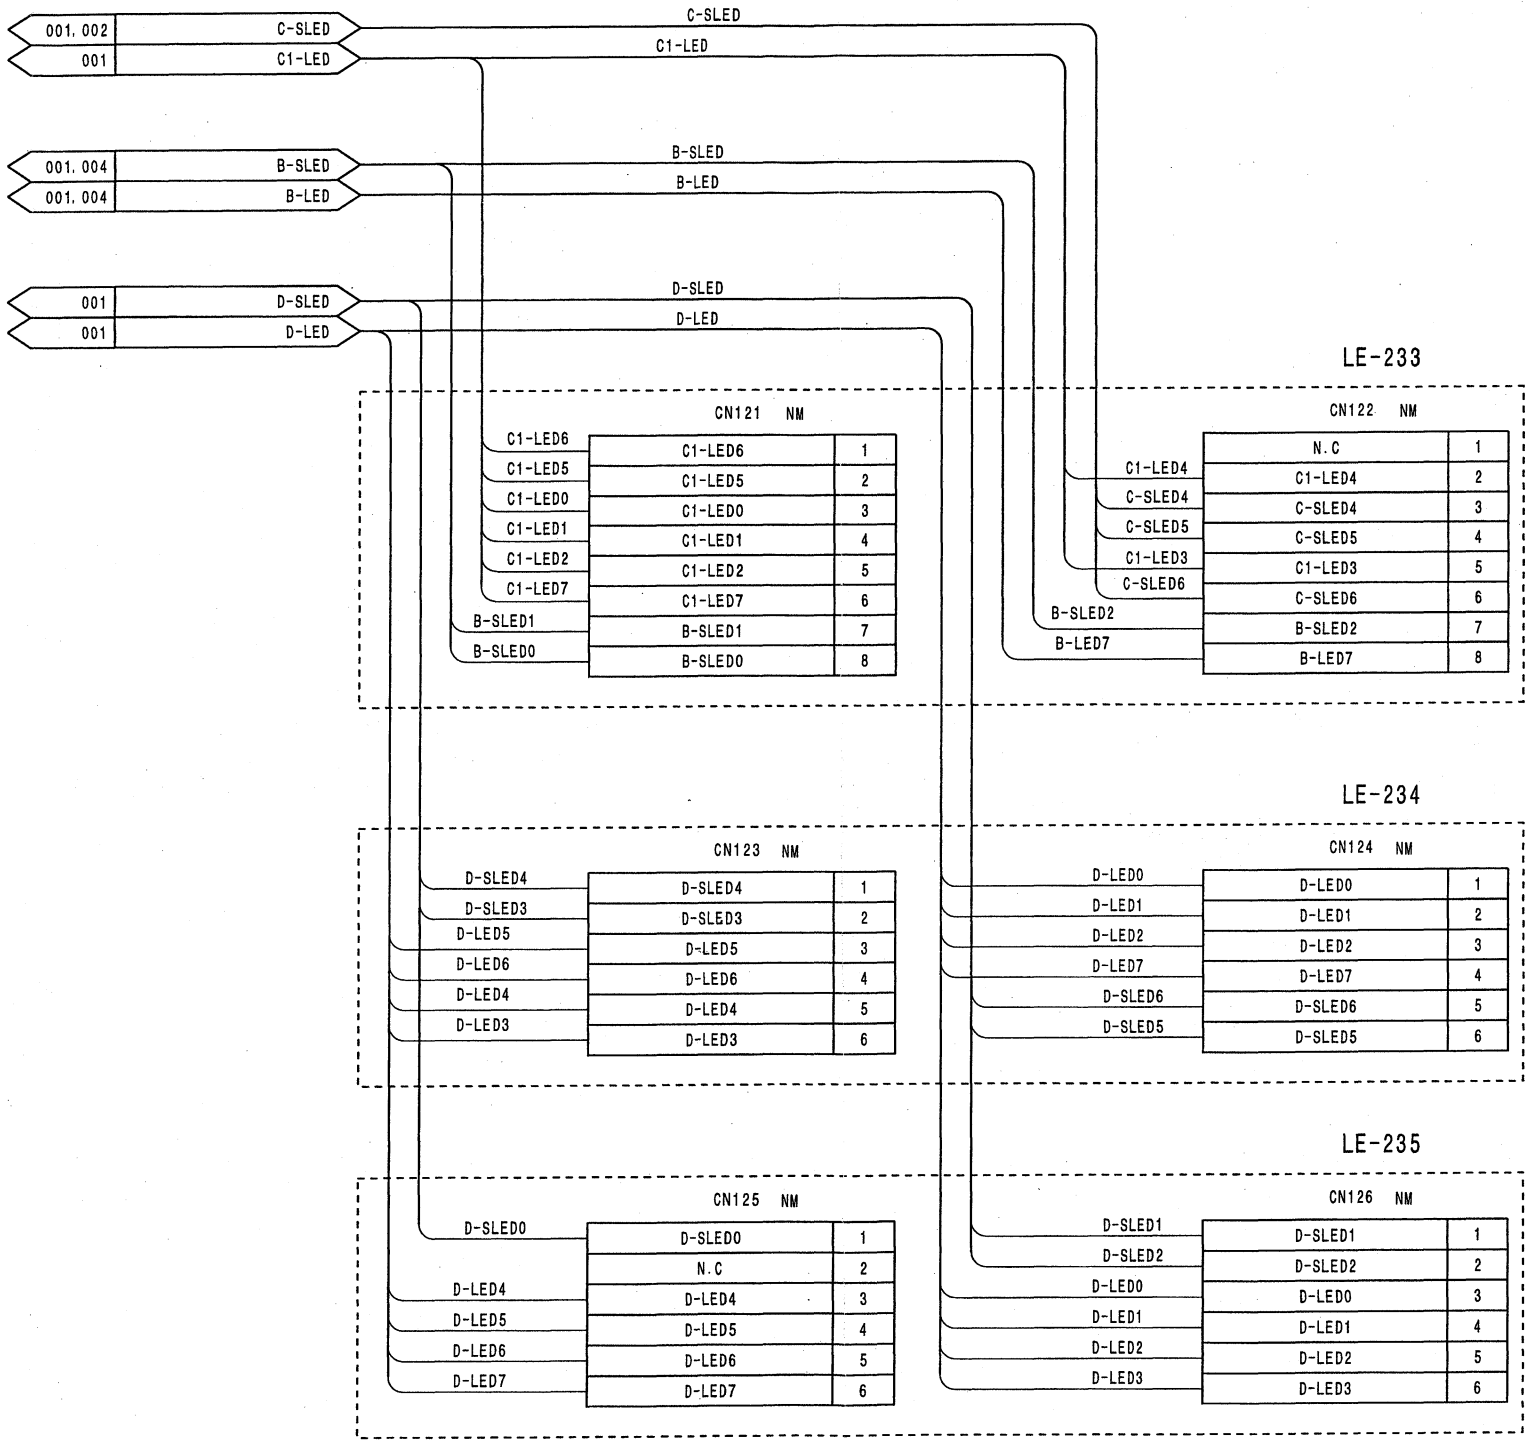 C-SLED
001, 002 C-SLED
C1-LED
001 C1-LED
B-SLED
001, 004 B-SLED
B-LED
001, 004 B-LED
D-SLED
001 D-SLED
D-LED
001 D-LED
LE-233
CN121 NM
C1-LED6 C1-LED6 1
C1-LED5 C1-LED5 2
C1-LED0 C1-LED0 3
C1-LED1 C1-LED1 4
C1-LED2 C1-LED2 5
C1-LED7 C1-LED7 6
B-SLED1 B-SLED1 7
B-SLED0 B-SLED0 8
CN122 NM
N.C 1
C1-LED4 C1-LED4 2
C-SLED4 C-SLED4 3
C-SLED5 C-SLED5 4
C1-LED3 C1-LED3 5
C-SLED6 C-SLED6 6
B-SLED2 B-SLED2 7
B-LED7 B-LED7 8
LE-234
CN123 NM
D-SLED4 D-SLED4 1
D-SLED3 D-SLED3 2
D-LED5 D-LED5 3
D-LED6 D-LED6 4
D-LED4 D-LED4 5
D-LED3 D-LED3 6
CN124 NM
D-LED0 D-LED0 1
D-LED1 D-LED1 2
D-LED2 D-LED2 3
D-LED7 D-LED7 4
D-SLED6 D-SLED6 5
D-SLED5 D-SLED5 6
LE-235
CN125 NM
D-SLED0 D-SLED0 1
N.C 2
D-LED4 D-LED4 3
D-LED5 D-LED5 4
D-LED6 D-LED6 5
D-LED7 D-LED7 6
CN126 NM
D-SLED1 D-SLED1 1
D-SLED2 D-SLED2 2
D-LED0 D-LED0 3
D-LED1 D-LED1 4
D-LED2 D-LED2 5
D-LED3 D-LED3 6